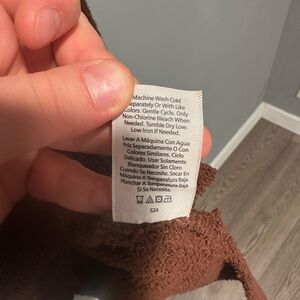 Machine Wash Cold
Separately Or With Like
Colors. Gentle Cycle. Only
Non-Chlorine Bleach When
Needed. Tumble Dry Low.
Low Iron If Needed.
Lavar A Máquina Con Agua
Fría Separadamente O Con
Colores Similares. Ciclo
Delicado. Usar Solamente
Blanqueador Sin Cloro
Cuando Se Necesite. Secar En
Máquina A Temperatura Baja.
Planchar A Temperatura Baja
Si Se Necesita.
S24